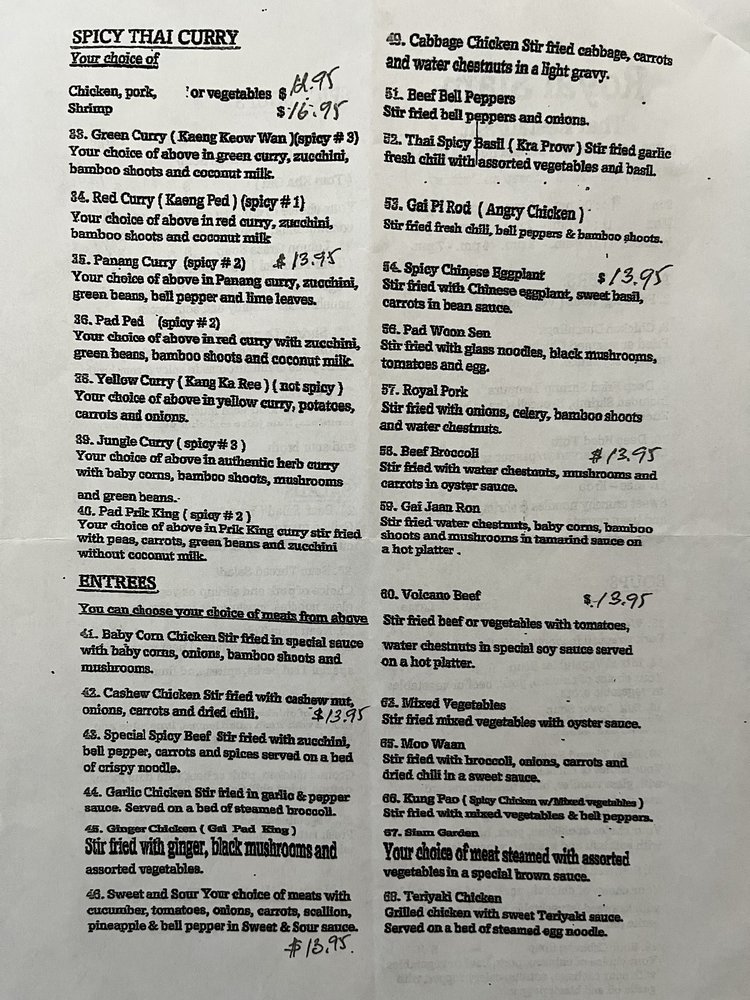 SPICY THAI CURRY
Your choice of
Chicken, pork, or vegetables $
Shrimp $16.95
33. Green Curry ( Kaeng Keow Wan )(spicy # 3)
Your choice of above in green curry, zucchini,
bamboo shoots and coconut milk.
34. Red Curry ( Kaeng Ped ) (spicy # 1)
Your choice of above in red curry, zucchini,
bamboo shoots and coconut milk
35. Panang Curry (spicy # 2) $ 13.95
Your choice of above in Panang curry, zucchini,
green beans, bell pepper and lime leaves.
36. Pad Ped (spicy # 2)
Your choice of above in red curry with zucchini,
green beans, bamboo shoots and coconut milk.
Yellow Curry ( Kang Ka Ree ) ( not spicy )
Your choice of above in yellow curry, potatoes,
carrots and onions.
39. Jungle Curry ( spicy # 3 )
Your choice of above in authentic herb curry
with baby corns, bamboo shoots, mushrooms
and green beans.
40. Pad Prik King ( spicy # 2 )
Your choice of above in Prik King curry stir fried
with peas, carrots, green beans and zucchini
without coconut milk.
ENTREES
You can choose your choice of meats from above
41. Baby Corn Chicken Stir fried in special sauce
with baby corns, onions, bamboo shoots and
mushrooms.
42. Cashew Chicken Stir fried with cashew nut,
onions, carrots and dried chili. $13.95
43. Special Spicy Beef Stir fried with zucchini,
bell pepper, carrots and spices served on a bed
of crispy noodle.
44. Garlic Chicken Stir fried in garlic & pepper
sauce. Served on a bed of steamed broccoli.
45. Ginger Chicken ( Gai Pad King )
Stir fried with ginger, black mushrooms and
assorted vegetables.
46. Sweet and Sour Your choice of meats with
cucumber, tomatoes, onions, carrots, scallion,
pineapple & bell pepper in Sweet & Sour sauce.
$13.95.
Cabbage Chicken Stir fried cabbage, carrots
and water chestnuts in a light gravy.
51. Beef Bell Peppers
Stir fried bell peppers and onions.
52. Thai Spicy Basil ( Kra Prow ) Stir fried garlic
fresh chili with assorted vegetables and basil.
53. Gai Pi Rod ( Angry Chicken )
Stir fried fresh chili, bell peppers & bamboo shoots.
54. Spicy Chinese Eggplant $13.95
Stir fried with Chinese eggplant, sweet basil,
carrots in bean sauce.
56. Pad Woon Sen
Stir fried with glass noodles, black mushrooms,
tomatoes and egg.
57. Royal Pork
Stir fried with onions, celery, bamboo shoots
and water chestnuts.
58. Beef Broccoli $13.95
Stir fried with water chestnuts, mushrooms and
carrots in oyster sauce.
59. Gai Jaan Ron
Stir fried water chestnuts, baby corns, bamboo
shoots and mushrooms in tamarind sauce on
a hot platter .
60. Volcano Beef $13.95
Stir fried beef or vegetables with tomatoes,
water chestnuts in special soy sauce served
on a hot platter.
Mixed Vegetables
Stir fried mixed vegetables with oyster sauce.
65. Moo Waan
Stir fried with broccoli, onions, carrots and
dried chili in a sweet sauce.
66. Kung Pao ( Spicy Chicken w/Mixed vegetables )
Stir fried with mixed vegetables & bell peppers.
67. Siam Garden
Your choice of meat steamed with assorted
vegetables in a special brown sauce.
68. Teriyaki Chicken
Grilled chicken with sweet Teriyaki sauce.
Served on a bed of steamed egg noodle.